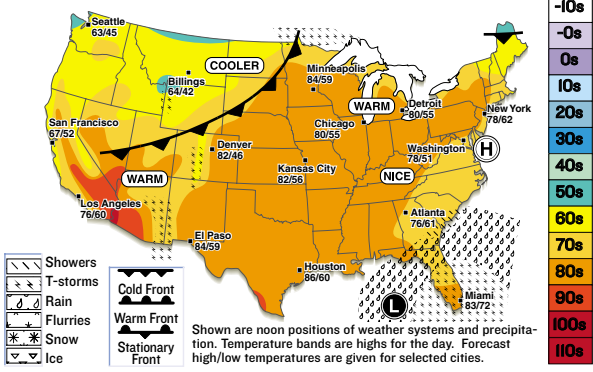 Seattle
63/45
COOLER
Billings
64/42
Minneapolis
84/59
WARM
Detroit
80/55
New York
78/62
San Francisco
67/52
Chicago
80/55
Denver
82/46
Washington
78/51
H
Kansas City
82/56
NICE
WARM
Los Angeles
76/60
Atlanta
76/61
El Paso
84/59
Houston
86/60
L
Miami
83/72
Showers
T-storms
Rain
Flurries
Snow
Ice
Cold Front
Warm Front
Stationary
Front
Shown are noon positions of weather systems and precipita-
tion. Temperature bands are highs for the day. Forecast
high/low temperatures are given for selected cities.
-10s
-0s
0s
10s
20s
30s
40s
50s
60s
70s
80s
90s
100s
110s